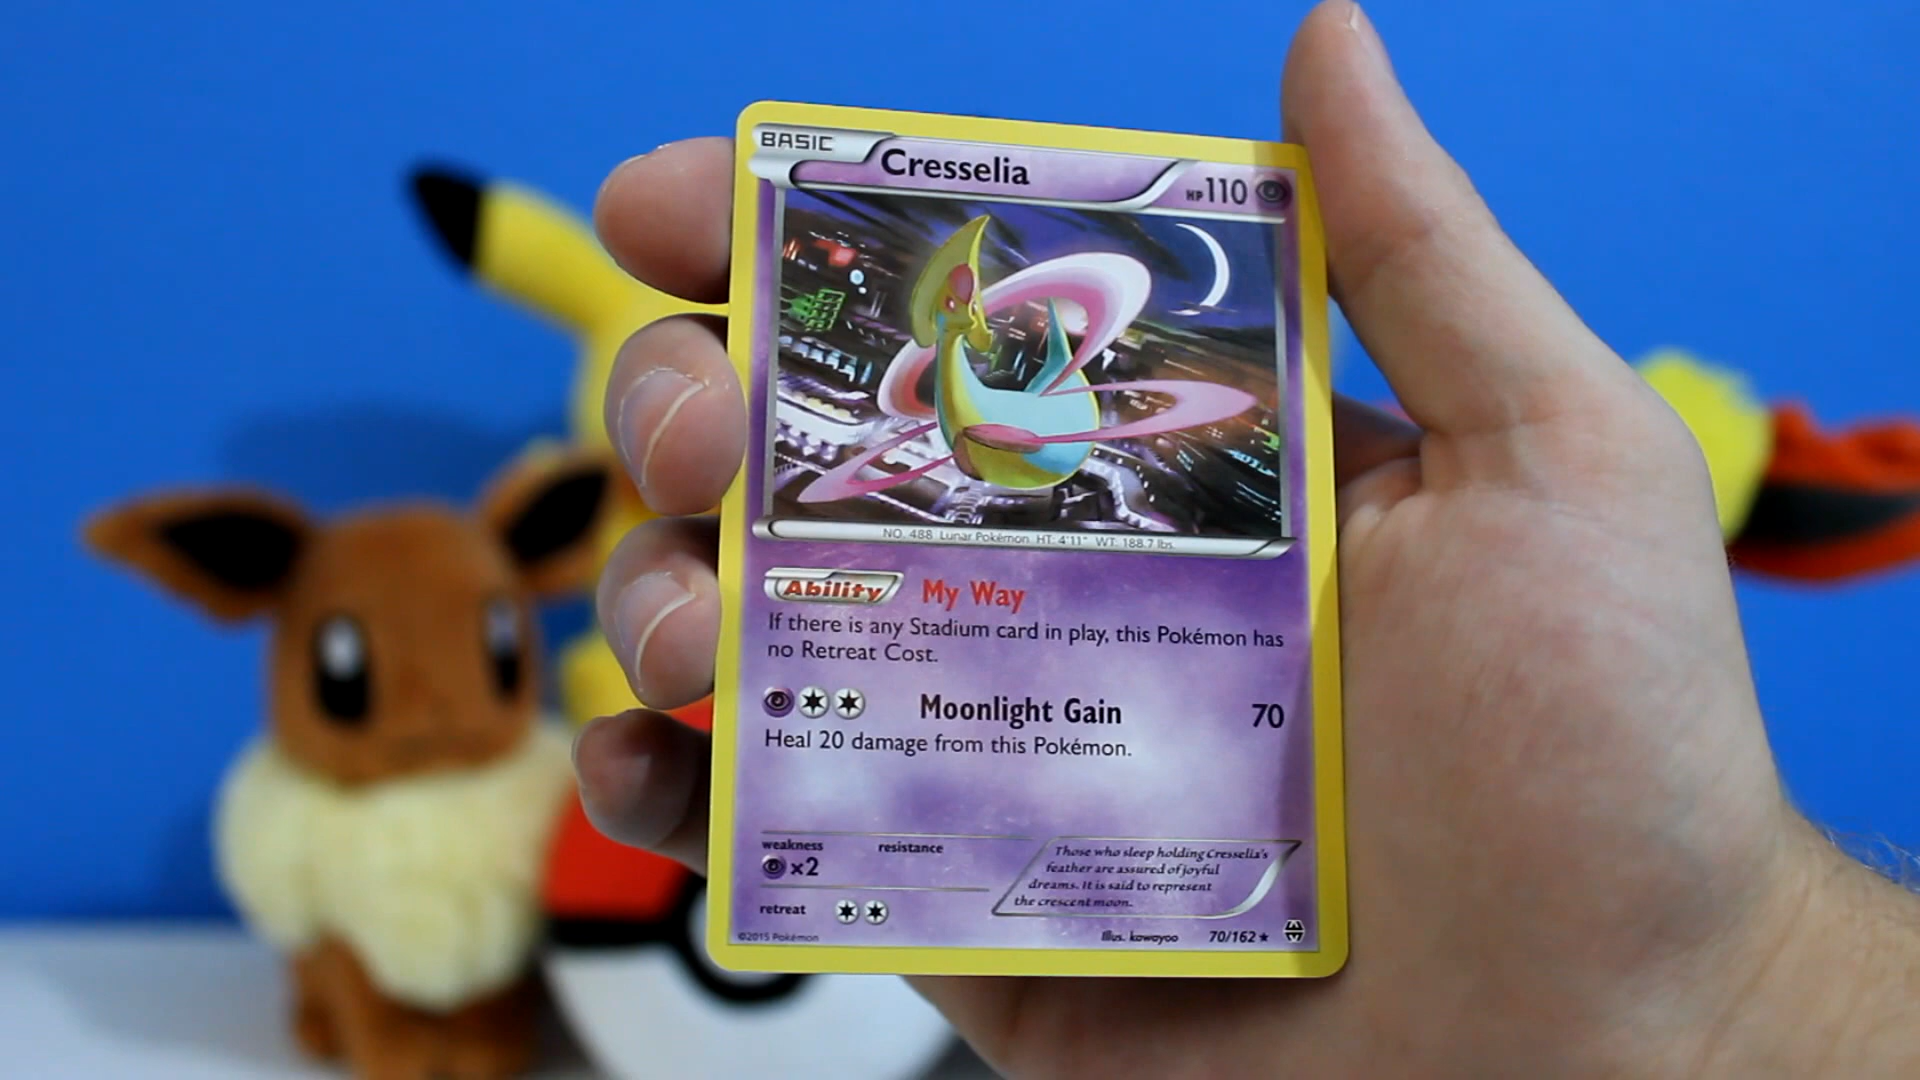 BASIC
Cresselia
HP110
NO. 488 Lunar Pokémon HT: 4'11" WT: 188.7 lbs.
Ability My Way
If there is any Stadium card in play, this Pokémon has
no Retreat Cost.
Moonlight Gain 70
Heal 20 damage from this Pokémon.
weakness resistance
×2
retreat
Those who sleep holding Cresselia's
feather are assured of joyful
dreams. It is said to represent
the crescent moon.
©2015 Pokémon Illus. kawayoo 70/162 ★